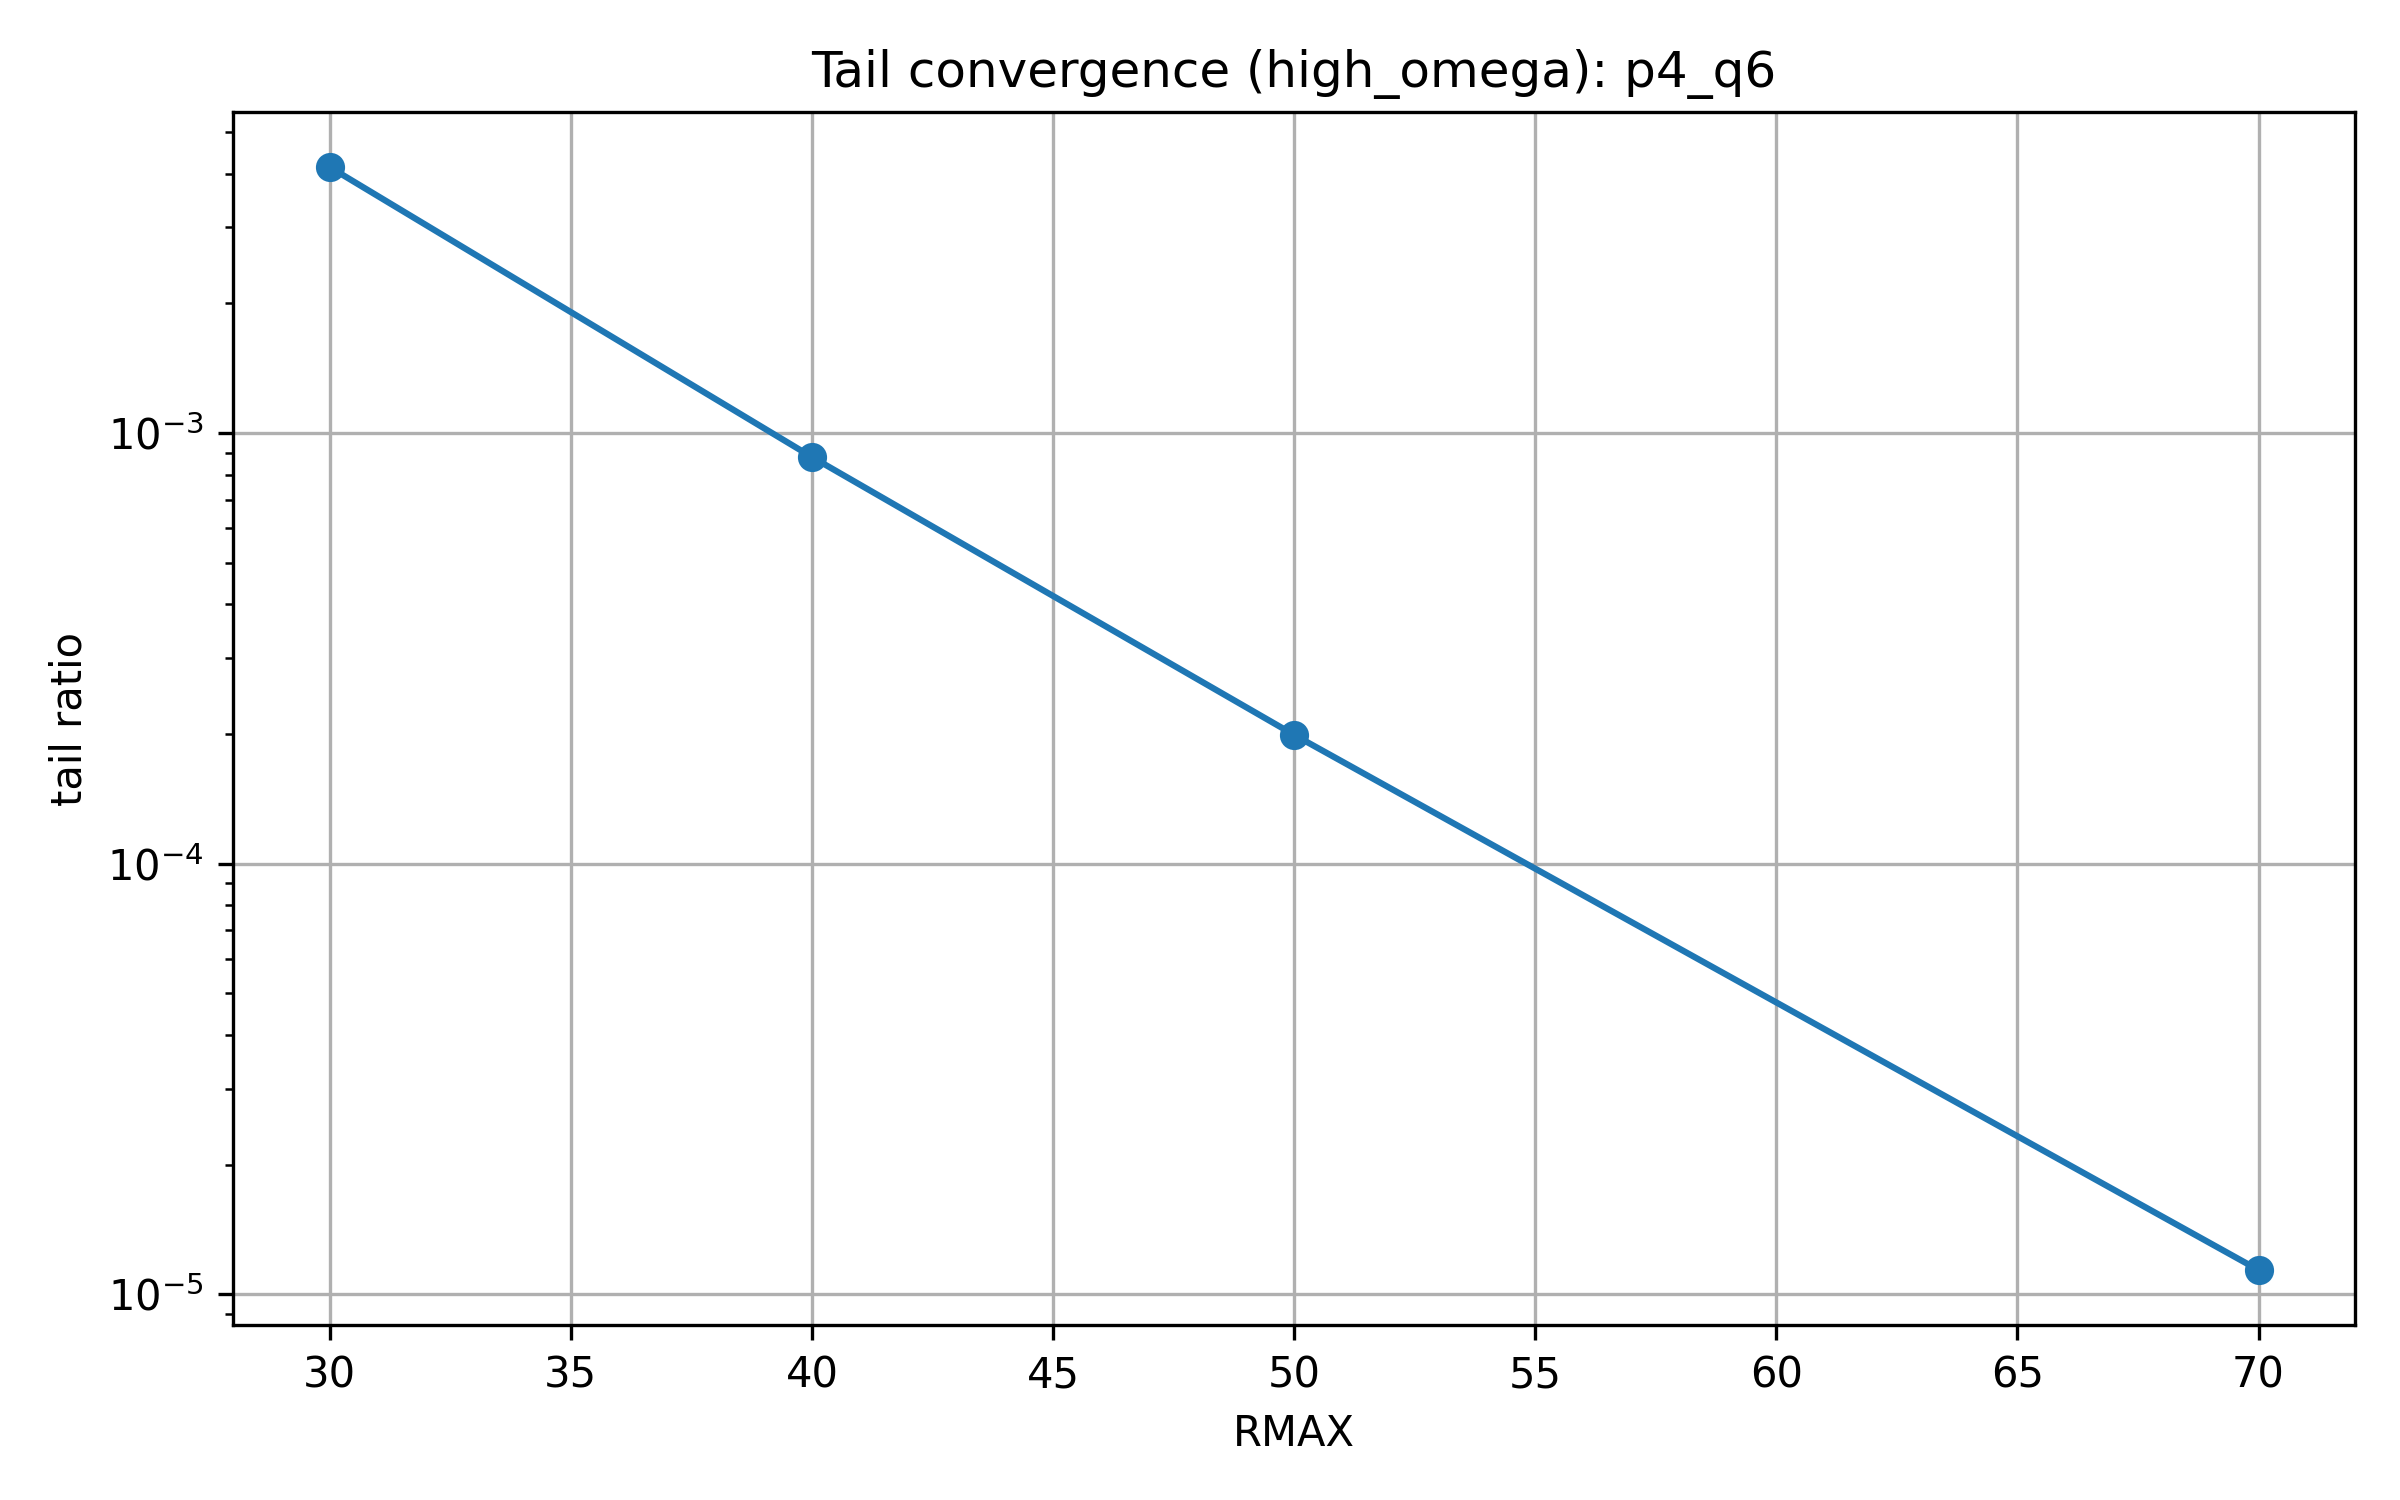 Tail convergence (high_omega): p4_q6
10⁻³
10⁻⁴
10⁻⁵
tail ratio
30 35 40 45 50 55 60 65 70
RMAX